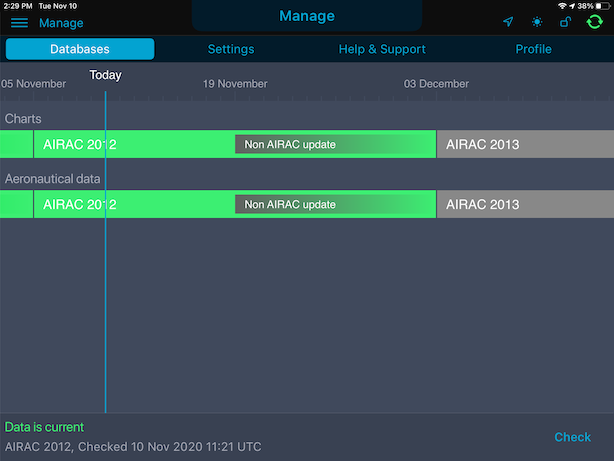 2:29 PM Tue Nov 10 38%
Manage Manage
Databases Settings Help & Support Profile
Today
05 November 19 November 03 December
Charts
AIRAC 2012 Non AIRAC update AIRAC 2013
Aeronautical data
AIRAC 2012 Non AIRAC update AIRAC 2013
Data is current
AIRAC 2012, Checked 10 Nov 2020 11:21 UTC
Check